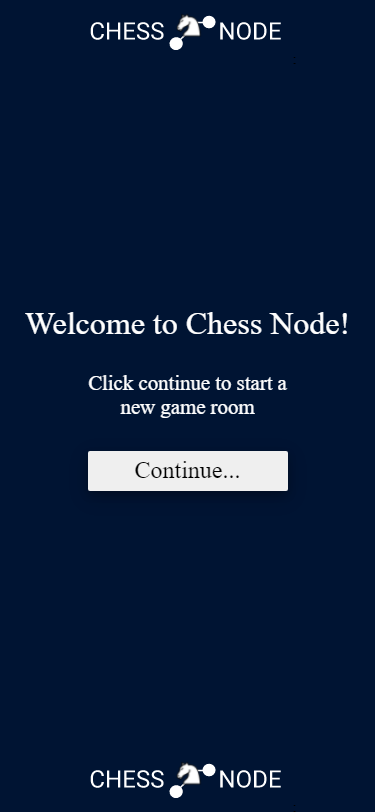 CHESS NODE
Welcome to Chess Node!
Click continue to start a
new game room
Continue...
CHESS NODE